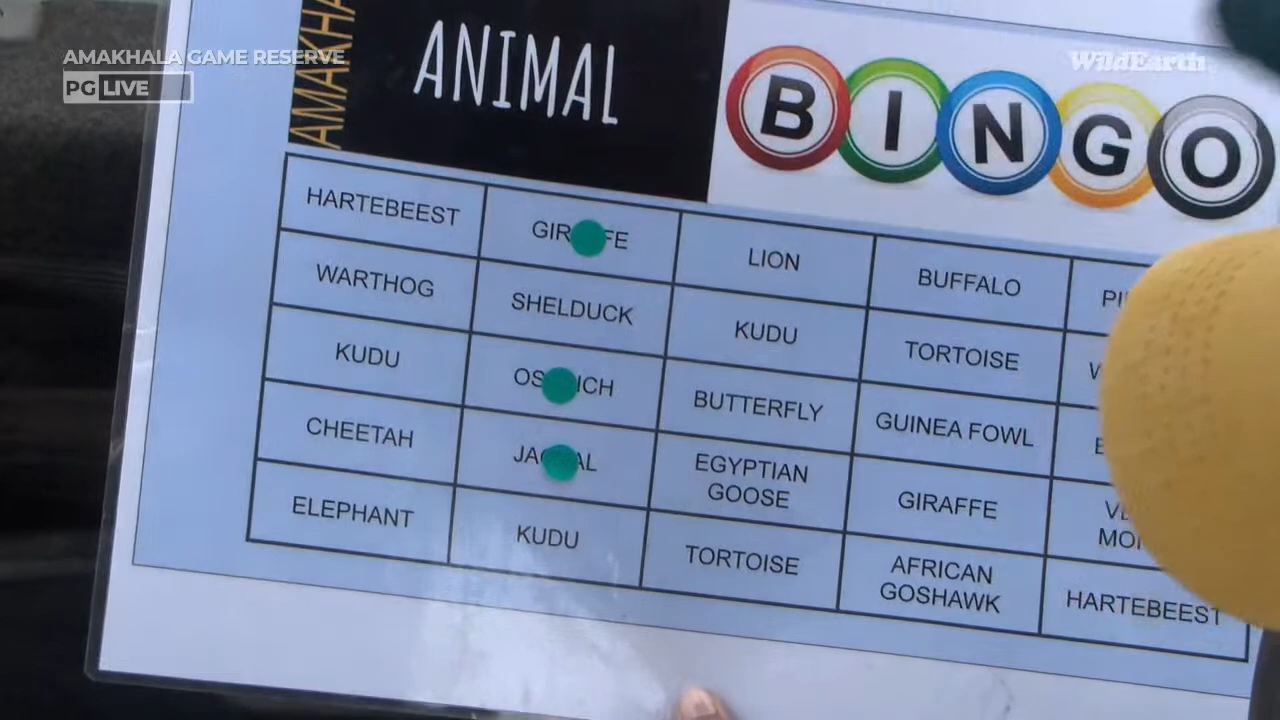 AMAKHALA GAME RESERVE
PG LIVE
WildEarth
AMAKHA
ANIMAL
BINGO
HARTEBEEST
LION
BUFFALO
WARTHOG
SHELDUCK
KUDU
TORTOISE
KUDU
BUTTERFLY
GUINEA FOWL
CHEETAH
EGYPTIAN
GOOSE
GIRAFFE
ELEPHANT
KUDU
TORTOISE
AFRICAN
GOSHAWK
HARTEBEEST